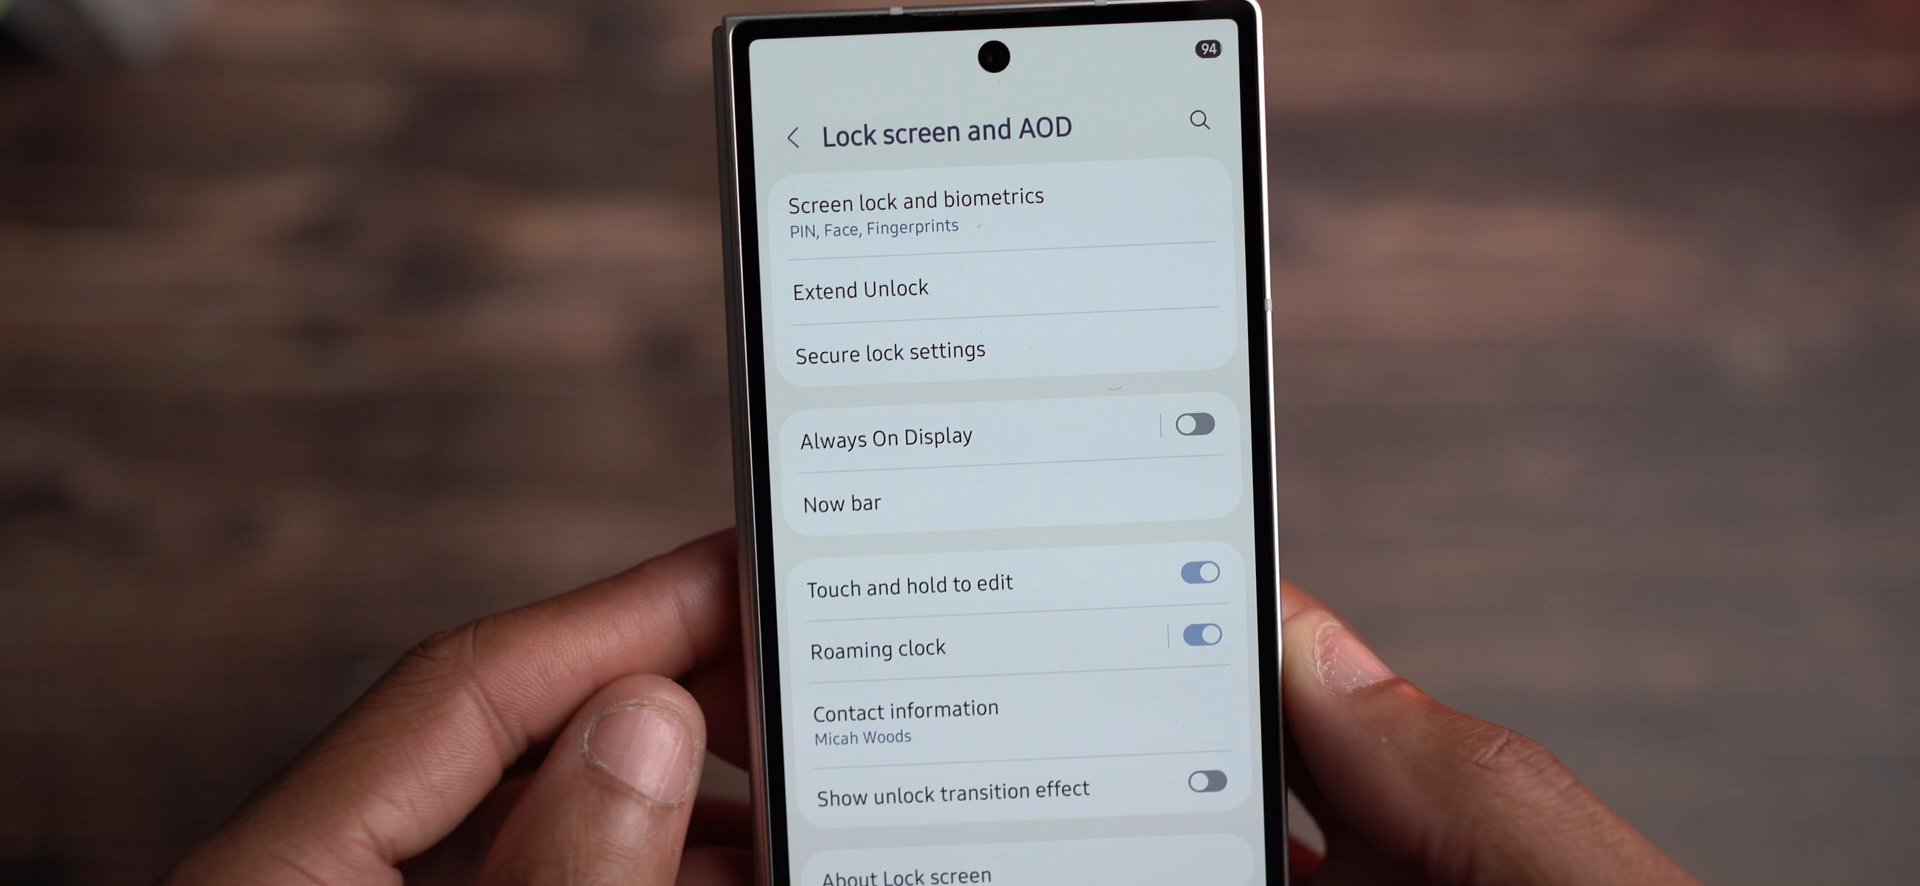 94
Lock screen and AOD
Screen lock and biometrics
PIN, Face, Fingerprints
Extend Unlock
Secure lock settings
Always On Display
Now bar
Touch and hold to edit
Roaming clock
Contact information
Micah Woods
Show unlock transition effect
About Lock screen